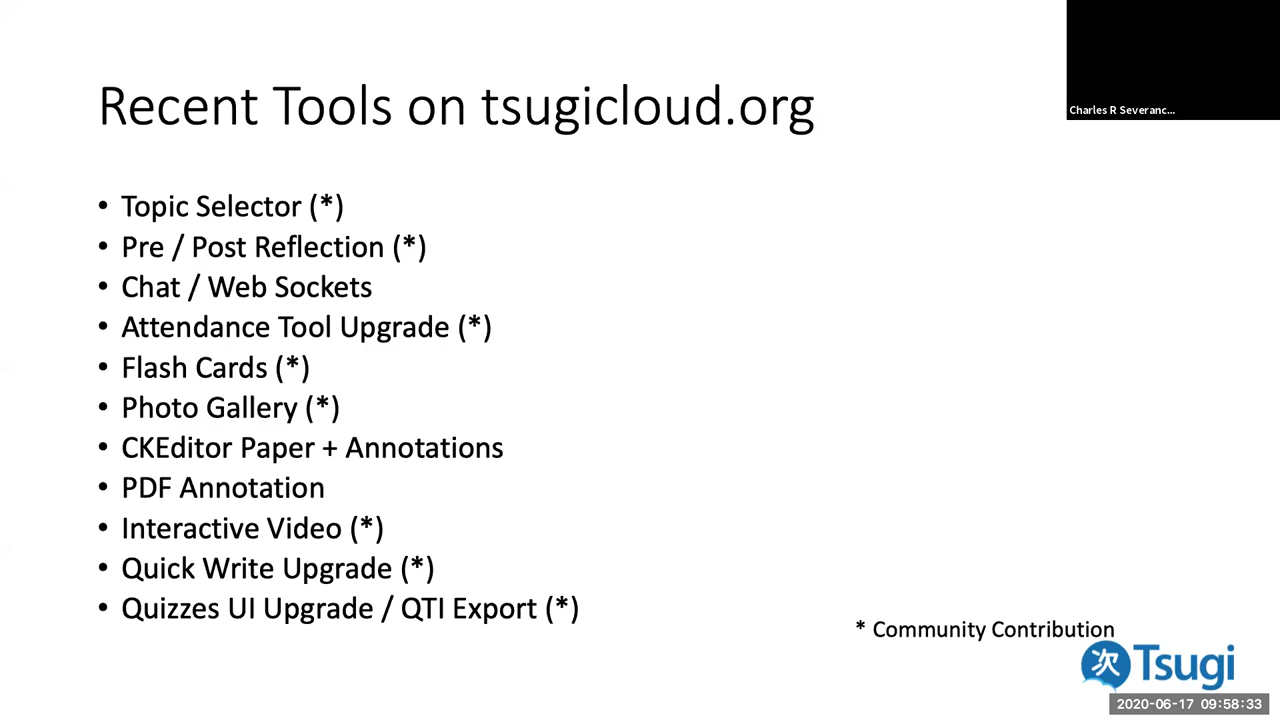 Charles R Severanc...
Recent Tools on tsugicloud.org
• Topic Selector (*)
• Pre / Post Reflection (*)
• Chat / Web Sockets
• Attendance Tool Upgrade (*)
• Flash Cards (*)
• Photo Gallery (*)
• CKEditor Paper + Annotations
• PDF Annotation
• Interactive Video (*)
• Quick Write Upgrade (*)
• Quizzes UI Upgrade / QTI Export (*)
* Community Contribution
次 Tsugi
2020-06-17 09:58:33